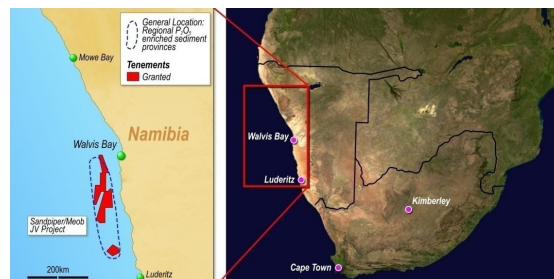 General Location:
Regional P₂O₅
enriched sediment
provinces
Tenements
Granted
Mowe Bay
Namibia
Walvis Bay
Sandpiper/Meob
JV Project
200km
Luderitz
Walvis Bay
Luderitz
Kimberley
Cape Town